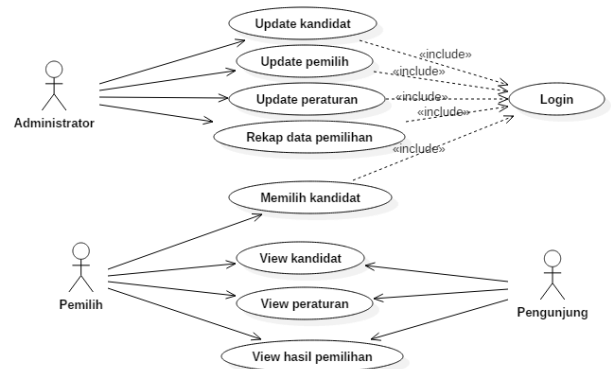 Update kandidat
«include»
Update pemilih
«include»
Update peraturan
«include»
Login
Administrator
«include»
Rekap data pemilihan
«include»
Memilih kandidat
View kandidat
Pemilih
View peraturan
Pengunjung
View hasil pemilihan